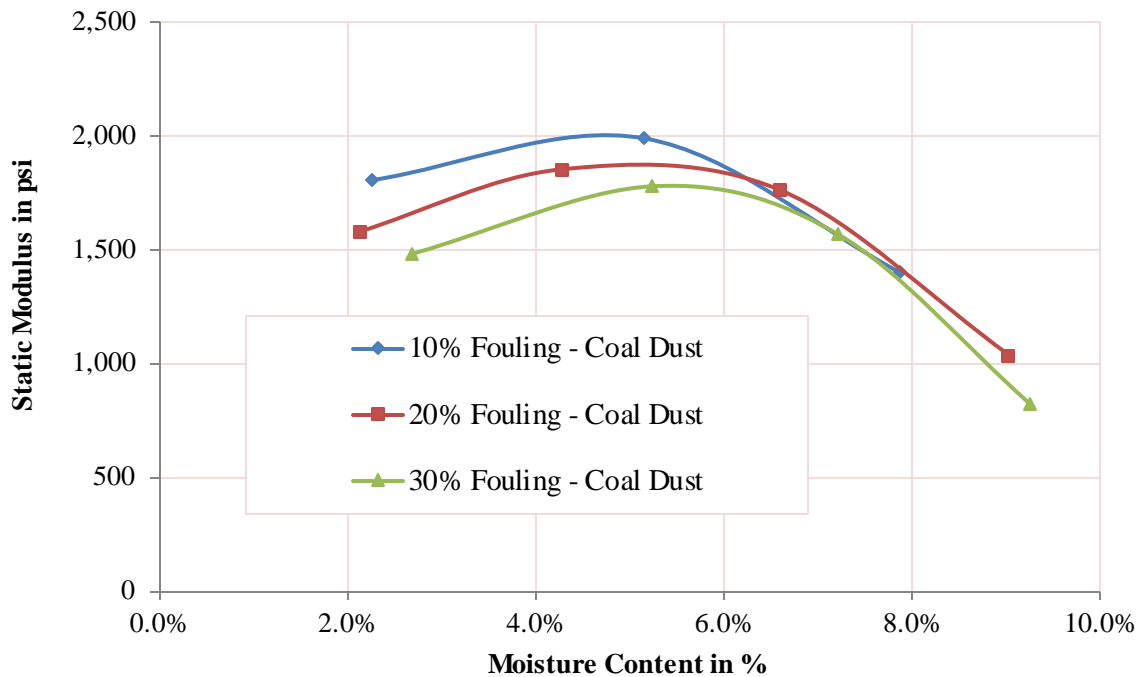 2,500
2,000
1,500
1,000
500
0
Static Modulus in psi
10% Fouling - Coal Dust
20% Fouling - Coal Dust
30% Fouling - Coal Dust
0.0% 2.0% 4.0% 6.0% 8.0% 10.0%
Moisture Content in %